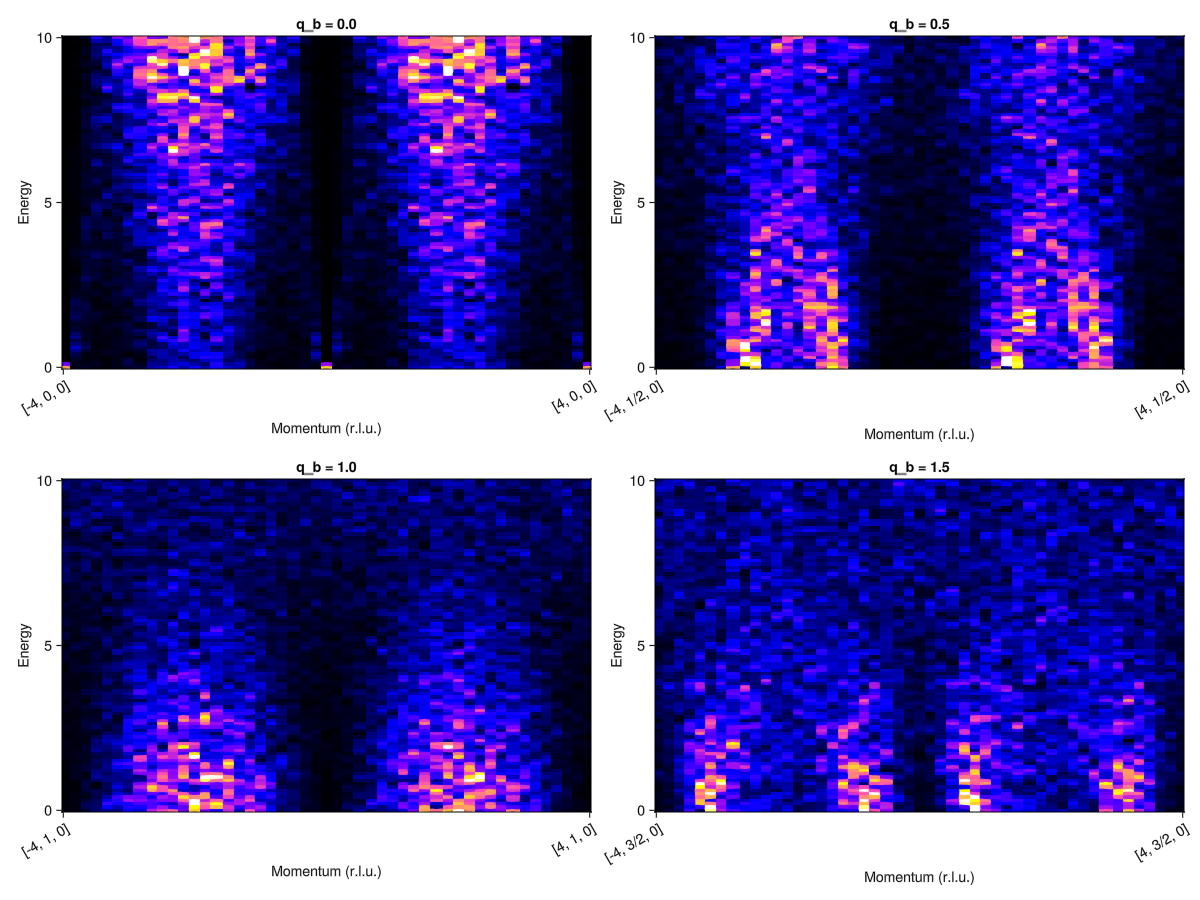 q_b = 0.0
10
5
0
Energy
[-4, 0, 0]
[4, 0, 0]
Momentum (r.l.u.)
q_b = 0.5
10
5
0
Energy
[-4, 1/2, 0]
[4, 1/2, 0]
Momentum (r.l.u.)
q_b = 1.0
10
5
0
Energy
[-4, 1, 0]
[4, 1, 0]
Momentum (r.l.u.)
q_b = 1.5
10
5
0
Energy
[-4, 3/2, 0]
[4, 3/2, 0]
Momentum (r.l.u.)